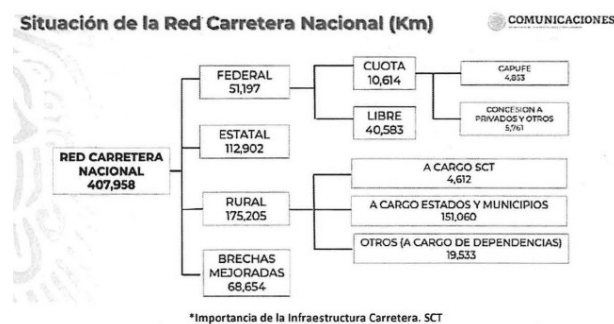 Situación de la Red Carretera Nacional (Km)
COMUNICACIONES
FEDERAL
51,197
CUOTA
10,614
CAPUFE
4,853
LIBRE
40,583
CONCESION A
PRIVADOS Y OTROS
5,761
ESTATAL
112,902
RED CARRETERA
NACIONAL
407,958
RURAL
175,205
A CARGO SCT
4,612
A CARGO ESTADOS Y MUNICIPIOS
151,060
OTROS (A CARGO DE DEPENDENCIAS)
19,533
BRECHAS
MEJORADAS
68,654
*Importancia de la Infraestructura Carretera. SCT